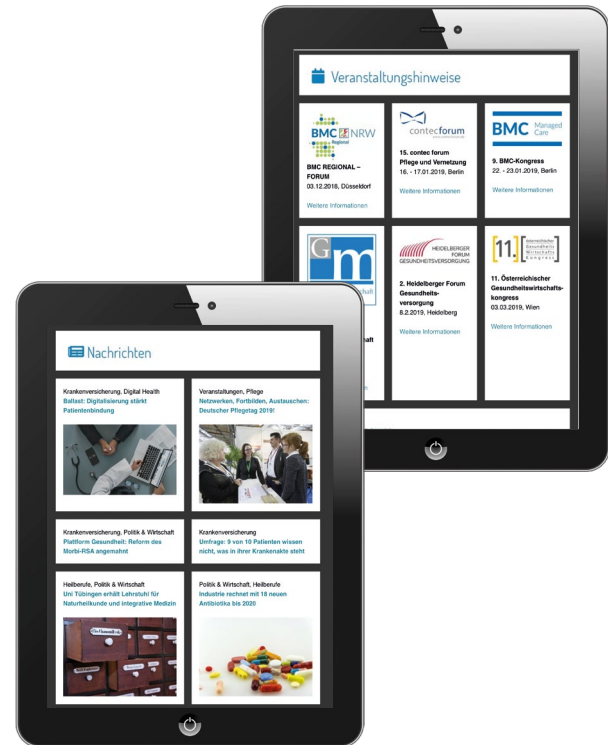 Veranstaltungshinweise
BMC NRW
Regional
BMC REGIONAL –
FORUM
03.12.2018, Düsseldorf
Weitere Informationen
contecforum
15. contec forum
Pflege und Vernetzung
16. - 17.01.2019, Berlin
Weitere Informationen
BMC Managed
Care
9. BMC-Kongress
22. - 23.01.2019, Berlin
Weitere Informationen
Gm
HEIDELBERGER
FORUM
GESUNDHEITSVERSORGUNG
2. Heidelberger Forum
Gesundheits-
versorgung
8.2.2019, Heidelberg
Weitere Informationen
[11.] Österreichischer
Gesundheits
Wirtschafts
Kongress
11. Österreichischer
Gesundheitswirtschafts-
kongress
03.03.2019, Wien
Weitere Informationen
Nachrichten
Krankenversicherung, Digital Health
Ballast: Digitalisierung stärkt
Patientenbindung
Veranstaltungen, Pflege
Netzwerken, Fortbilden, Austauschen:
Deutscher Pflegetag 2019!
Krankenversicherung, Politik & Wirtschaft
Plattform Gesundheit: Reform des
Morbi-RSA angemahnt
Krankenversicherung
Umfrage: 9 von 10 Patienten wissen
nicht, was in ihrer Krankenakte steht
Heilberufe, Politik & Wirtschaft
Uni Tübingen erhält Lehrstuhl für
Naturheilkunde und integrative Medizin
Politik & Wirtschaft, Heilberufe
Industrie rechnet mit 18 neuen
Antibiotika bis 2020